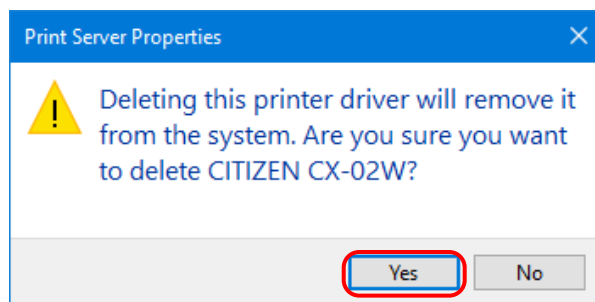 Print Server Properties
Deleting this printer driver will remove it
from the system. Are you sure you want
to delete CITIZEN CX-02W?
Yes No